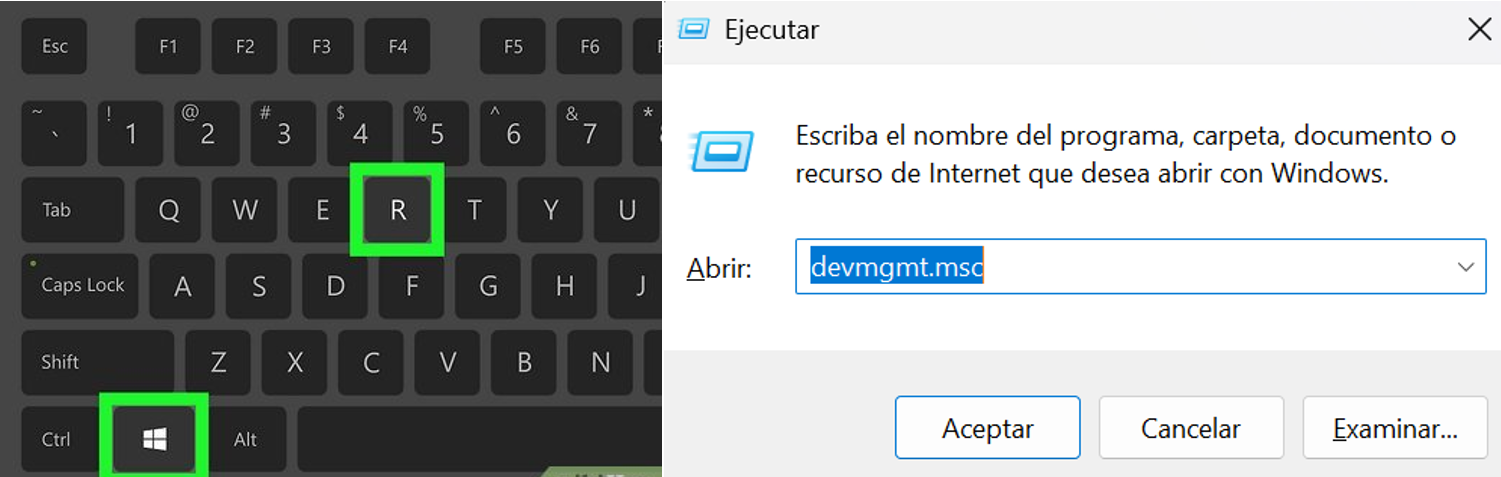 Esc F1 F2 F3 F4 F5 F6 F
~ ` ! 1 @ 2 # 3 $ 4 % 5 ^ 6 & 7 *
Tab Q W E R T Y U
Caps Lock A S D F G H J
Shift Z X C V B N
Ctrl Alt
Ejecutar
Escriba el nombre del programa, carpeta, documento o
recurso de Internet que desea abrir con Windows.
Abrir: devmgmt.msc
Aceptar Cancelar Examinar...